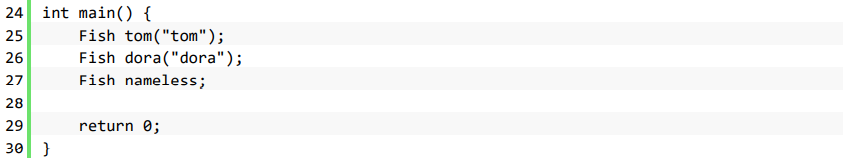 24 int main() {
25     Fish tom("tom");
26     Fish dora("dora");
27     Fish nameless;
28
29     return 0;
30 }